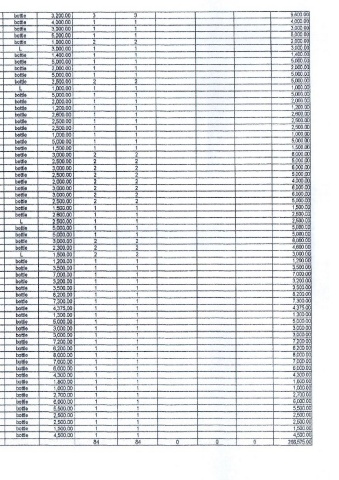 bottle 3,200.00 3 3 9,600.00
bottle 4,000.00 1 1 4,000.00
bottle 3,000.00 1 1 3,000.00
bottle 1 1
bottle 1,000.00 2 2 2,000.00
L 3,000.00 1 1 3,000.00
bottle 1,400.00 1 1 1,400.00
bottle 5,000.00 1 1 5,000.00
bottle 2,000.00 1 1 2,000.00
bottle 5,000.00 1 1 5,000.00
bottle 2,500.00 2 5,000.00
L 1,000.00 1 1 1,000.00
bottle 5,000.00 1 1 5,000.00
bottle 2,000.00 1 1 2,000.00
bottle 1,200.00 1 1 1,200.00
bottle 2,600.00 1 1 2,600.00
bottle 2,500.00 1 1 2,500.00
bottle 2,500.00 1 1 2,500.00
bottle 1,000.00 1 1 1,000.00
bottle 5,000.00 1 1 5,000.00
bottle 1,500.00 1 1 1,500.00
bottle 3,000.00 2 2 6,000.00
bottle 2,500.00 2 2 5,000.00
bottle 3,000.00 2 2 6,000.00
bottle 2,500.00 2 2 5,000.00
bottle 2,000.00 2 2 4,000.00
bottle 3,000.00 2 2 6,000.00
bottle 3,000.00 2 2 6,000.00
bottle 2,500.00 2 2 5,000.00
bottle 1,500.00 1 1 1,500.00
bottle 2,800.00 1 1 2,800.00
L 2,500.00 1 1 2,500.00
bottle 5,000.00 1 1 5,000.00
bottle 5,000.00 1 1 5,000.00
bottle 3,000.00 2 2 6,000.00
bottle 2,300.00 2 2 4,600.00
L 1,500.00 2 2 3,000.00
bottle 1,200.00 1 1 1,200.00
bottle 3,500.00 1 1 3,500.00
bottle 7,000.00 1 1 7,000.00
bottle 3,200.00 1 1 3,200.00
bottle 3,500.00 1 1 3,500.00
bottle 6,200.00 1 1 6,200.00
bottle 7,300.00 1 1 7,300.00
bottle 4,375.00 1 1 4,375.00
bottle 1,300.00 1 1 1,300.00
bottle 5,000.00 1 1 5,000.00
bottle 3,000.00 1 1 3,000.00
bottle 3,000.00 1 1 3,000.00
bottle 7,200.00 1 1 7,200.00
bottle 6,200.00 1 1 6,200.00
bottle 8,000.00 1 1 8,000.00
bottle 7,000.00 1 1 7,000.00
bottle 6,000.00 1 1 6,000.00
bottle 4,300.00 1 1 4,300.00
bottle 1,800.00 1 1 1,800.00
bottle 1,000.00 1 1 1,000.00
bottle 2,700.00 1 1 2,700.00
bottle 6,000.00 1 1 6,000.00
bottle 5,500.00 1 1 5,500.00
bottle 2,500.00 1 1 2,500.00
bottle 2,500.00 1 1 2,500.00
bottle 1,500.00 1 1 1,500.00
bottle 4,500.00 1 1 4,500.00
84 84 0 0 0